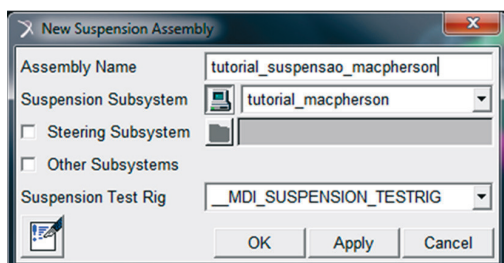 New Suspension Assembly
Assembly Name tutorial_suspensao_macpherson
Suspension Subsystem tutorial_macpherson
Steering Subsystem
Other Subsystems
Suspension Test Rig __MDI_SUSPENSION_TESTRIG
OK Apply Cancel